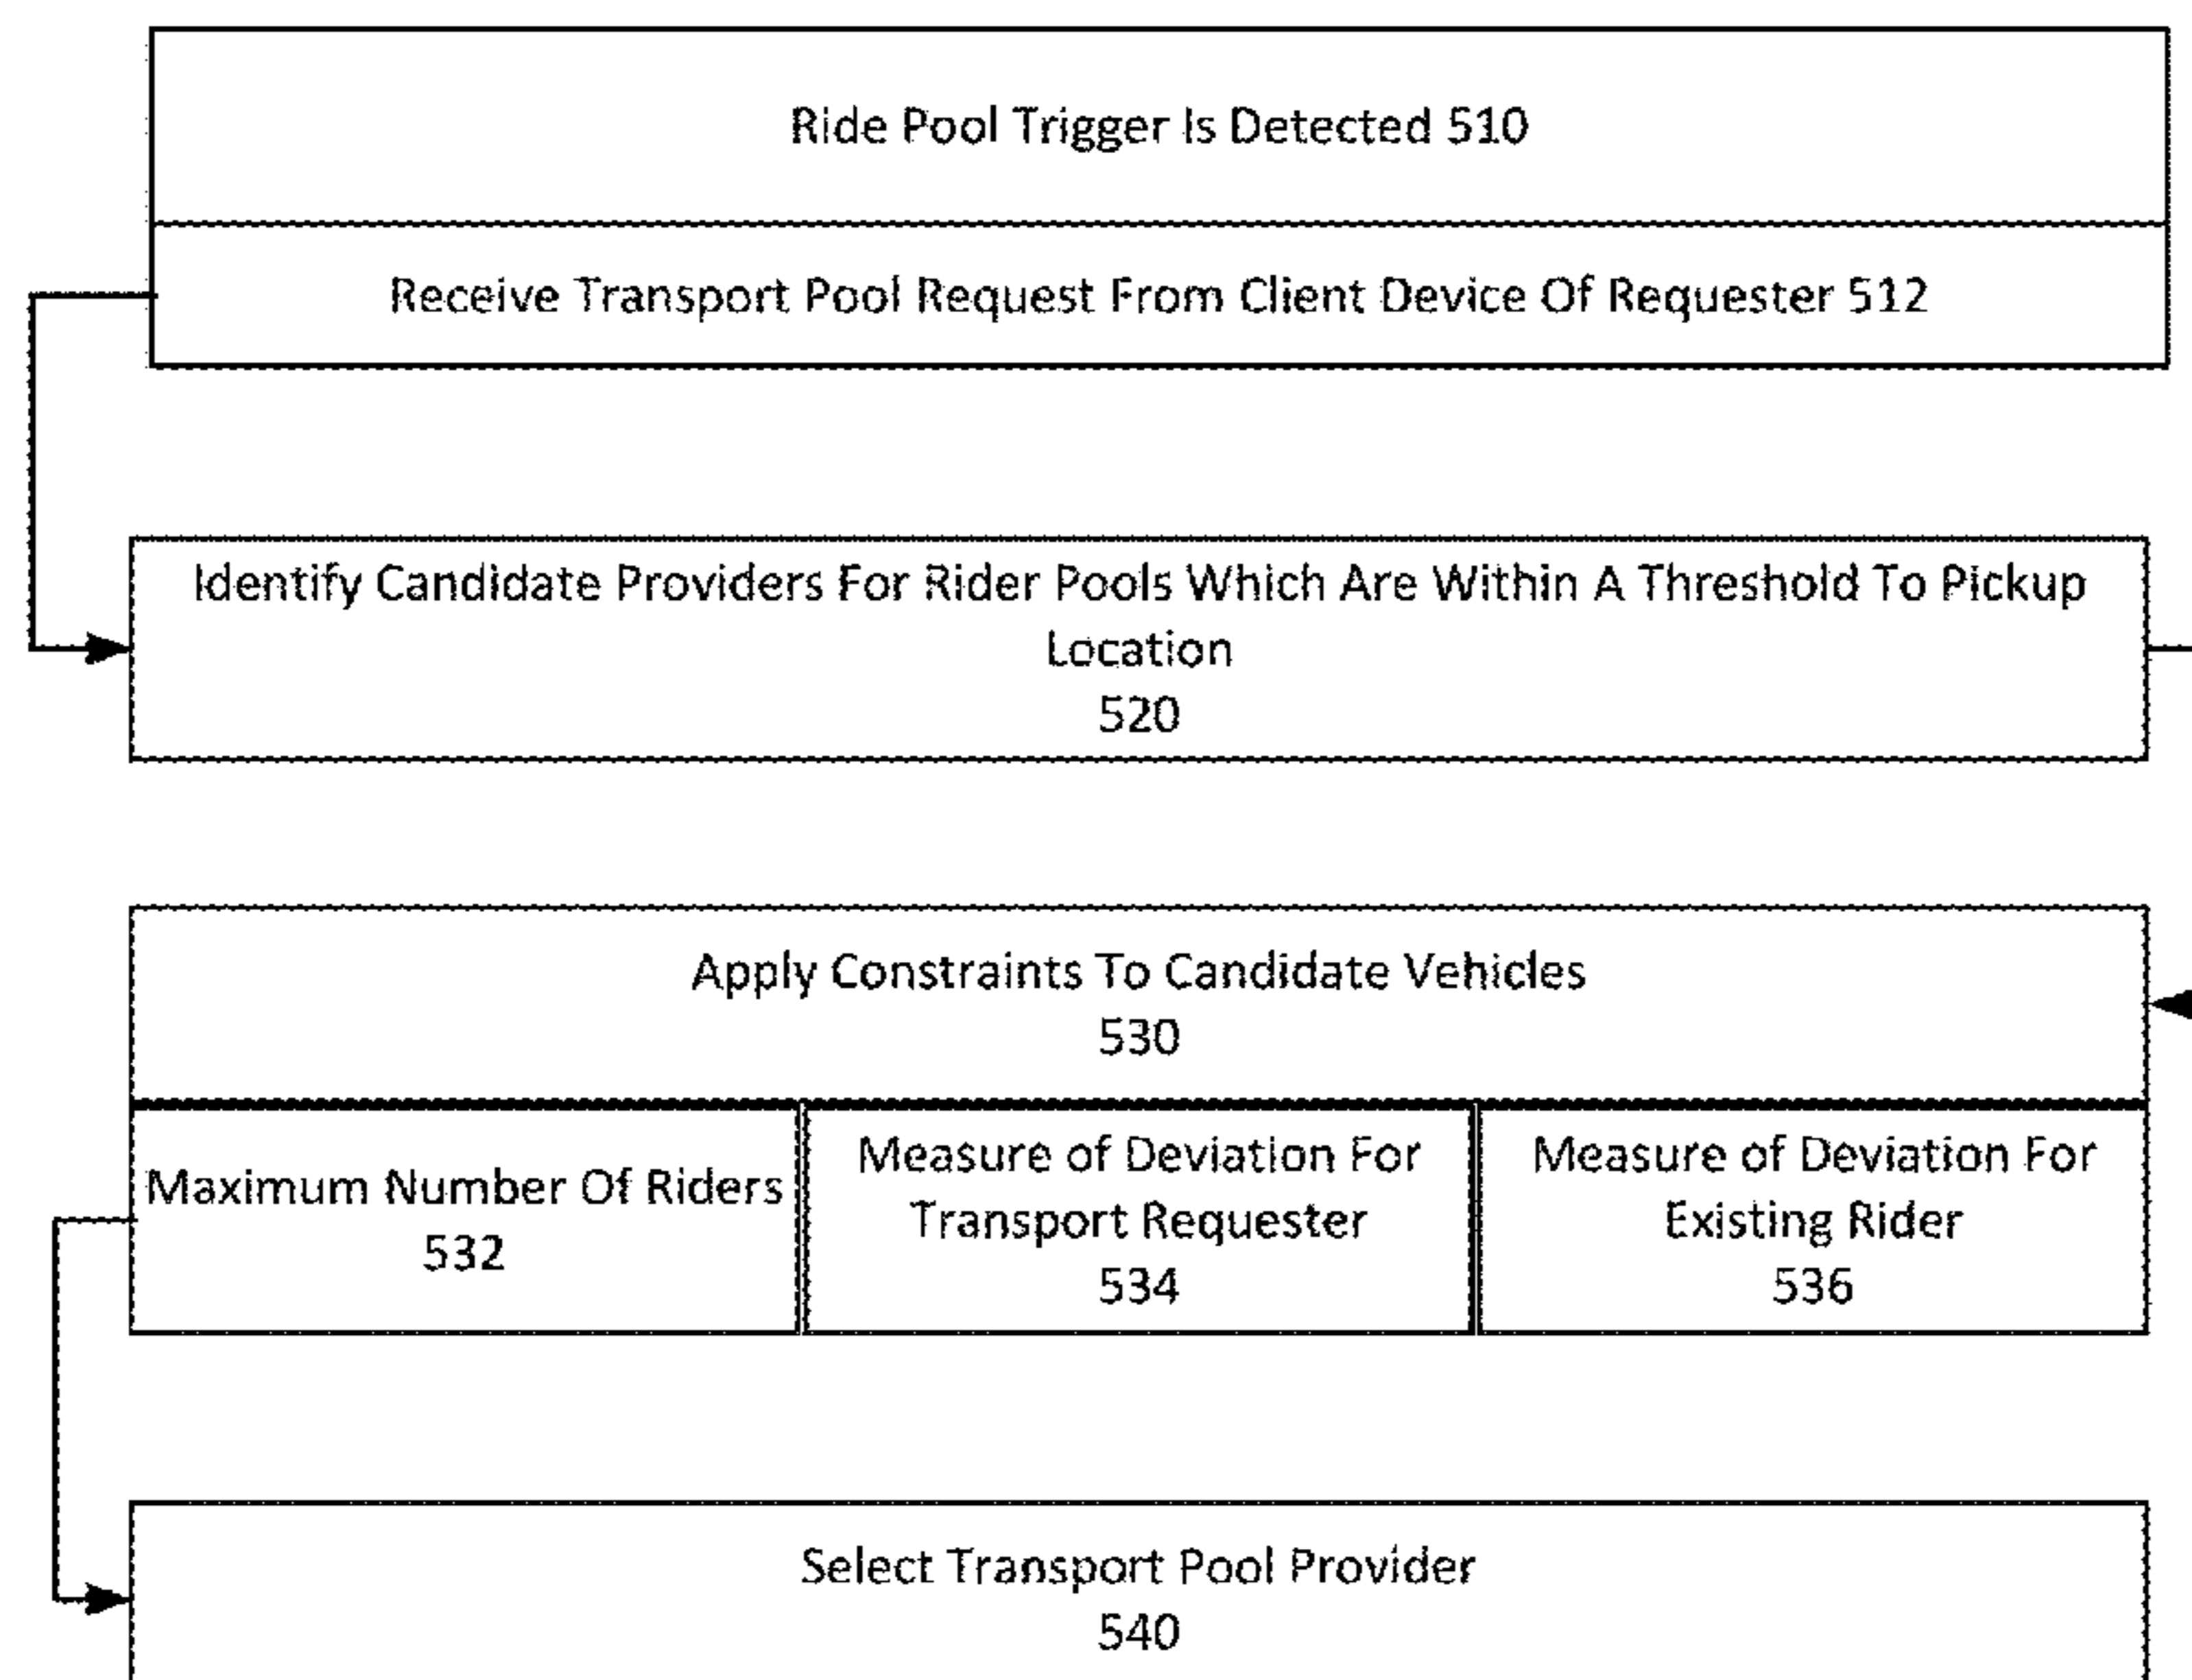 Ride Pool Trigger Is Detected 510
Receive Transport Pool Request From Client Device Of Requester 512
Identify Candidate Providers For Rider Pools Which Are Within A Threshold To Pickup
Location
520
Apply Constraints To Candidate Vehicles
530
Maximum Number Of Riders
532
Measure of Deviation For
Transport Requester
534
Measure of Deviation For
Existing Rider
536
Select Transport Pool Provider
540